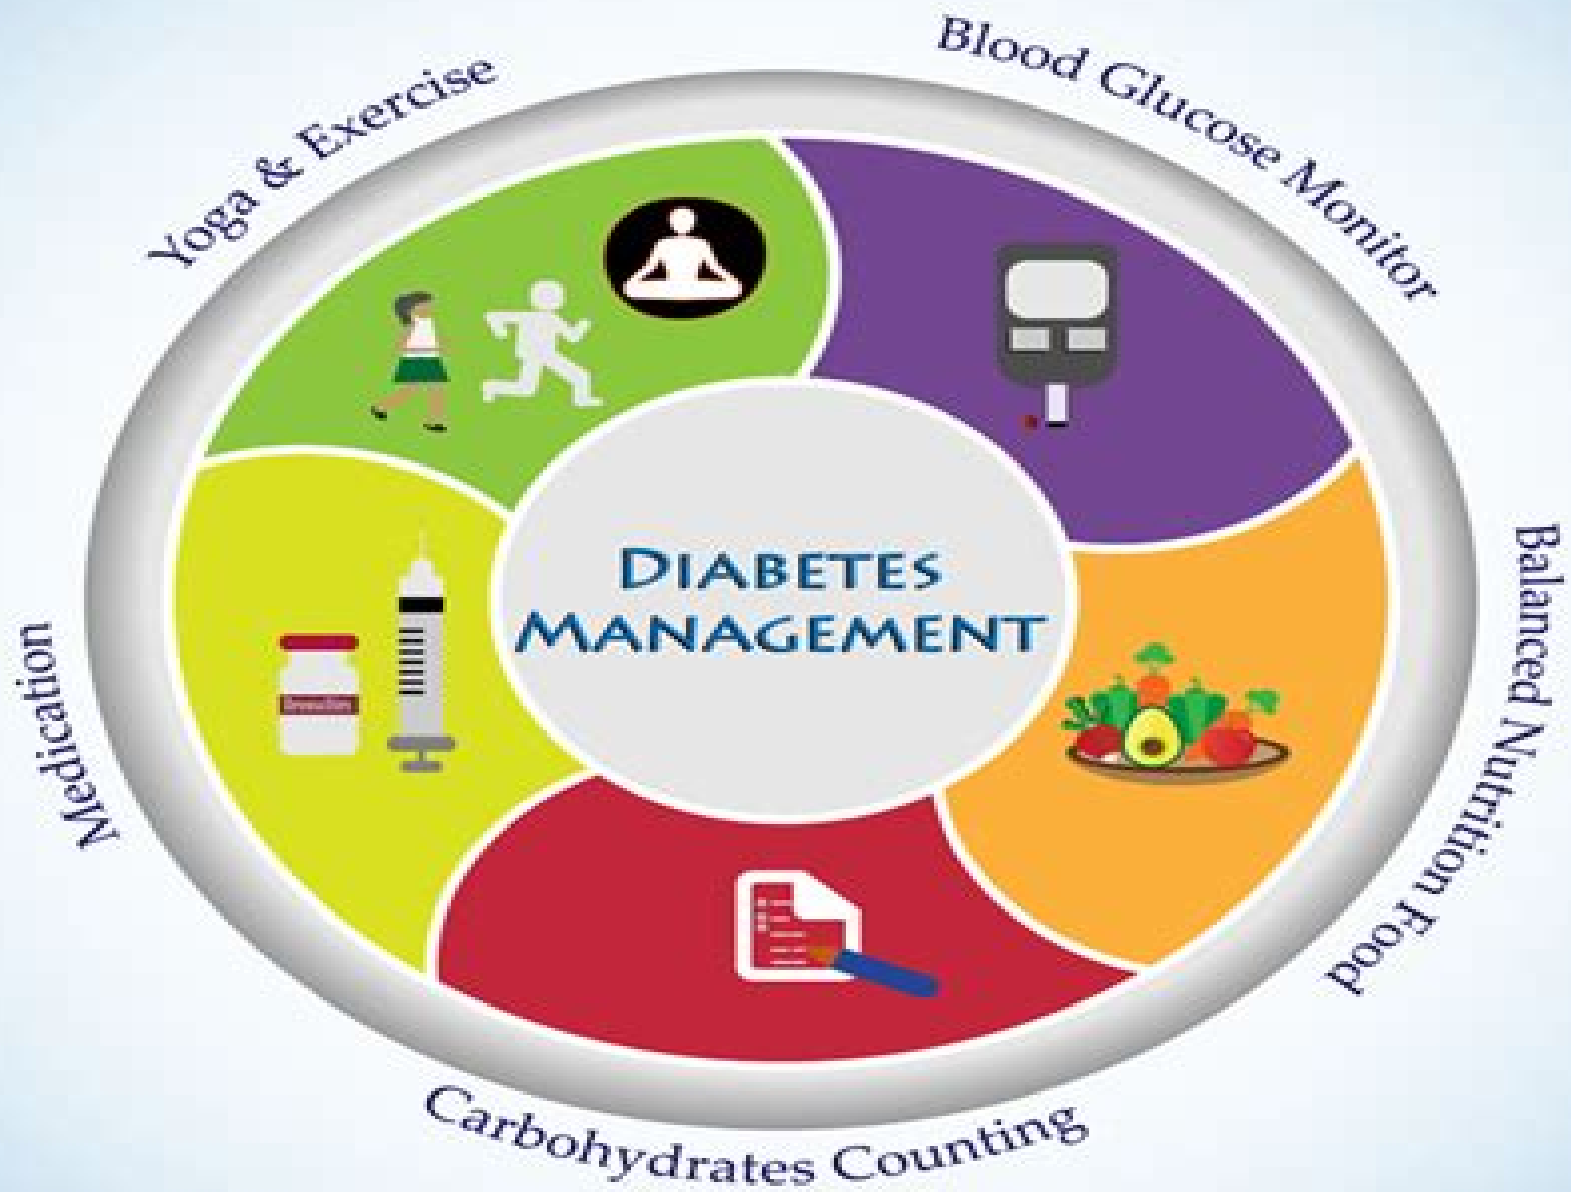 Yoga & Exercise
Blood Glucose Monitor
DIABETES
MANAGEMENT
Balanced Nutrition Food
Medication
Carbohydrates Counting